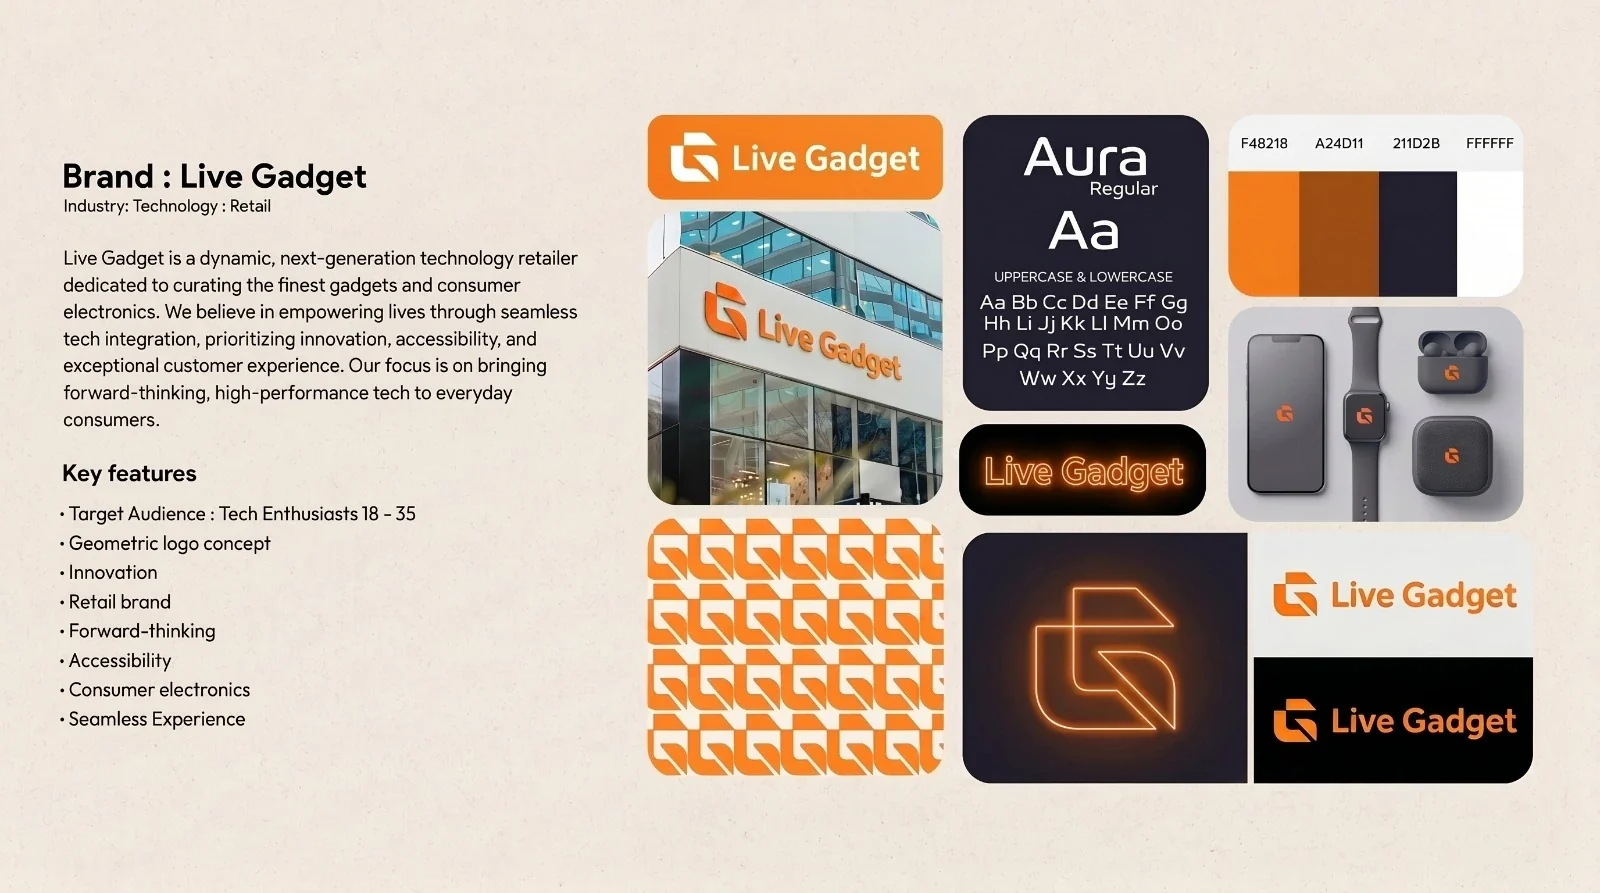 Brand : Live Gadget
Industry: Technology : Retail
Live Gadget is a dynamic, next-generation technology retailer
dedicated to curating the finest gadgets and consumer
electronics. We believe in empowering lives through seamless
tech integration, prioritizing innovation, accessibility, and
exceptional customer experience. Our focus is on bringing
forward-thinking, high-performance tech to everyday
consumers.
Key features
• Target Audience : Tech Enthusiasts 18 - 35
• Geometric logo concept
• Innovation
• Retail brand
• Forward-thinking
• Accessibility
• Consumer electronics
• Seamless Experience
Live Gadget
Live Gadget
Aura
Regular
Aa
UPPERCASE & LOWERCASE
Aa Bb Cc Dd Ee Ff Gg
Hh Li Jj Kk Ll Mm Oo
Pp Qq Rr Ss Tt Uu Vv
Ww Xx Yy Zz
Live Gadget
F48218 A24D11 211D2B FFFFFF
Live Gadget
Live Gadget